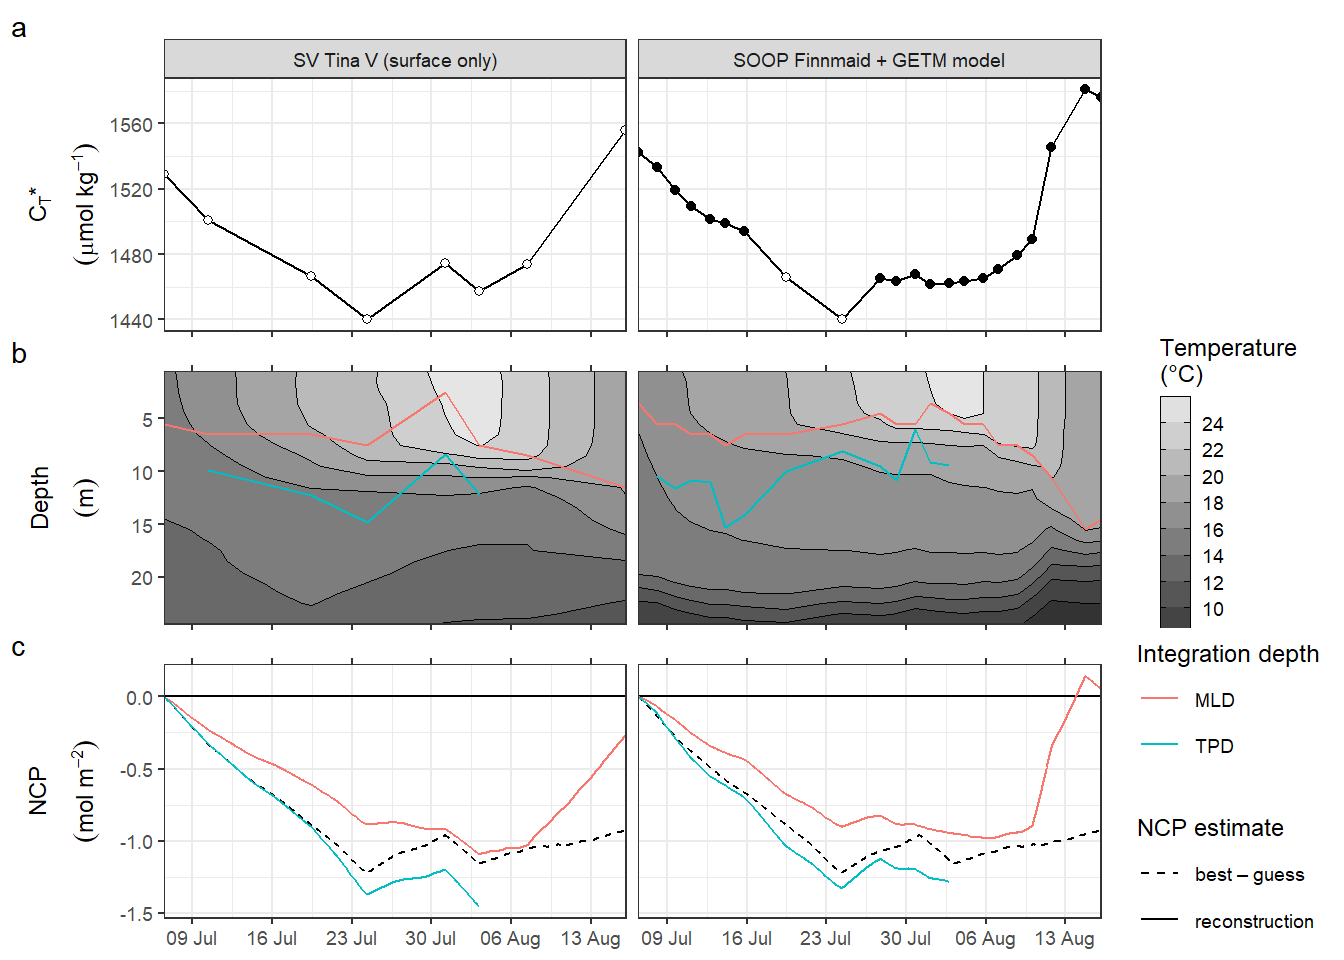 a
SV Tina V (surface only)
SOOP Finnmaid + GETM model
C_T*
(μmol kg⁻¹)
1560
1520
1480
1440
b
Depth
(m)
5
10
15
20
Temperature
(°C)
24
22
20
18
16
14
12
10
c
NCP
(mol m⁻²)
0.0
-0.5
-1.0
-1.5
09 Jul 16 Jul 23 Jul 30 Jul 06 Aug 13 Aug
09 Jul 16 Jul 23 Jul 30 Jul 06 Aug 13 Aug
Integration depth
MLD
TPD
NCP estimate
best – guess
reconstruction